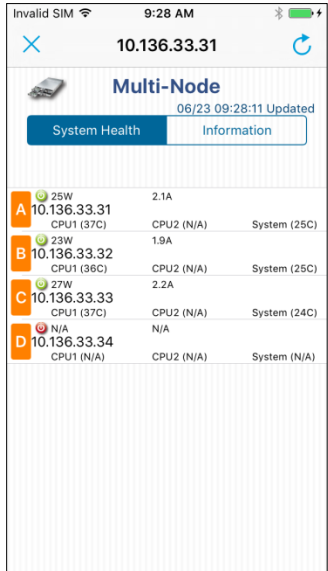 Invalid SIM 9:28 AM
10.136.33.31
Multi-Node
06/23 09:28:11 Updated
System Health Information
A 25W 2.1A
10.136.33.31
CPU1 (37C) CPU2 (N/A) System (25C)
B 23W 1.9A
10.136.33.32
CPU1 (36C) CPU2 (N/A) System (25C)
C 27W 2.2A
10.136.33.33
CPU1 (37C) CPU2 (N/A) System (24C)
D N/A N/A
10.136.33.34
CPU1 (N/A) CPU2 (N/A) System (N/A)